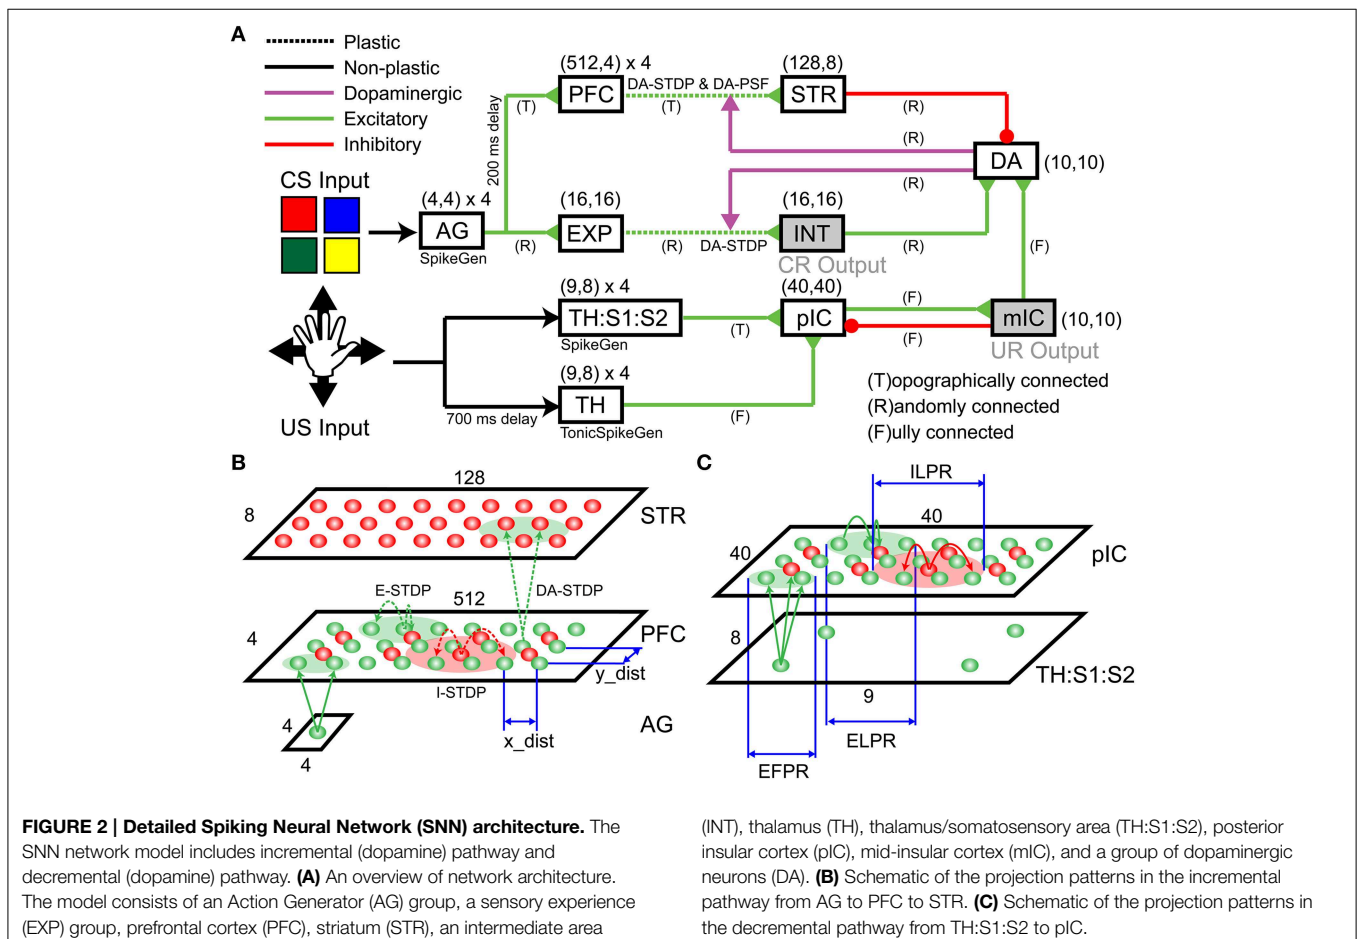 A
Plastic
Non-plastic
Dopaminergic
Excitatory
Inhibitory
CS Input
(4,4) x 4
AG
SpikeGen
200 ms delay
(T)
(R)
(512,4) x 4
PFC
DA-STDP & DA-PSF
(T)
(128,8)
STR
(R)
(R)
(R)
DA
(10,10)
(16,16)
EXP
(R)
DA-STDP
(16,16)
INT
CR Output
(R)
(F)
(9,8) x 4
TH:S1:S2
SpikeGen
(T)
(40,40)
pIC
(F)
(F)
mIC
(10,10)
UR Output
US Input
700 ms delay
(9,8) x 4
TH
TonicSpikeGen
(F)
(T)opographically connected
(R)andomly connected
(F)ully connected
B
128
8
STR
E-STDP
512
DA-STDP
4
PFC
I-STDP
y_dist
x_dist
4
4
AG
C
ILPR
40
40
pIC
8
9
TH:S1:S2
ELPR
EFPR
FIGURE 2 | Detailed Spiking Neural Network (SNN) architecture. The
SNN network model includes incremental (dopamine) pathway and
decremental (dopamine) pathway. (A) An overview of network architecture.
The model consists of an Action Generator (AG) group, a sensory experience
(EXP) group, prefrontal cortex (PFC), striatum (STR), an intermediate area
(INT), thalamus (TH), thalamus/somatosensory area (TH:S1:S2), posterior
insular cortex (pIC), mid-insular cortex (mIC), and a group of dopaminergic
neurons (DA). (B) Schematic of the projection patterns in the incremental
pathway from AG to PFC to STR. (C) Schematic of the projection patterns in
the decremental pathway from TH:S1:S2 to pIC.